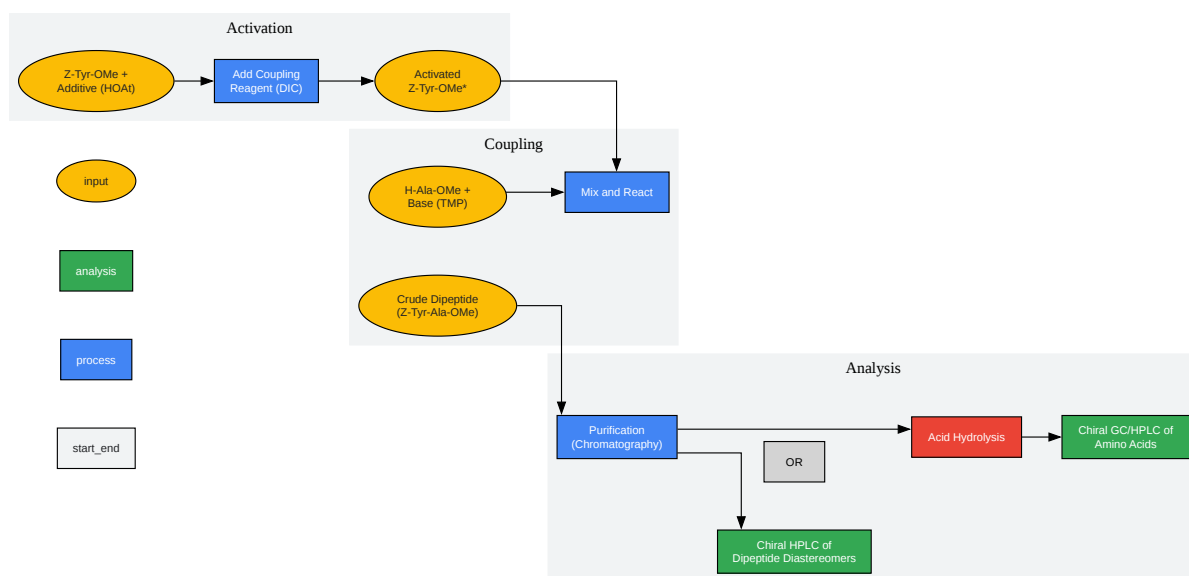 Activation
Z-Tyr-OMe +
Additive (HOAt)
Add Coupling
Reagent (DIC)
Activated
Z-Tyr-OMe*
Coupling
input
H-Ala-OMe +
Base (TMP)
Mix and React
analysis
Crude Dipeptide
(Z-Tyr-Ala-OMe)
process
Analysis
start_end
Purification
(Chromatography)
OR
Acid Hydrolysis
Chiral GC/HPLC of
Amino Acids
Chiral HPLC of
Dipeptide Diastereomers